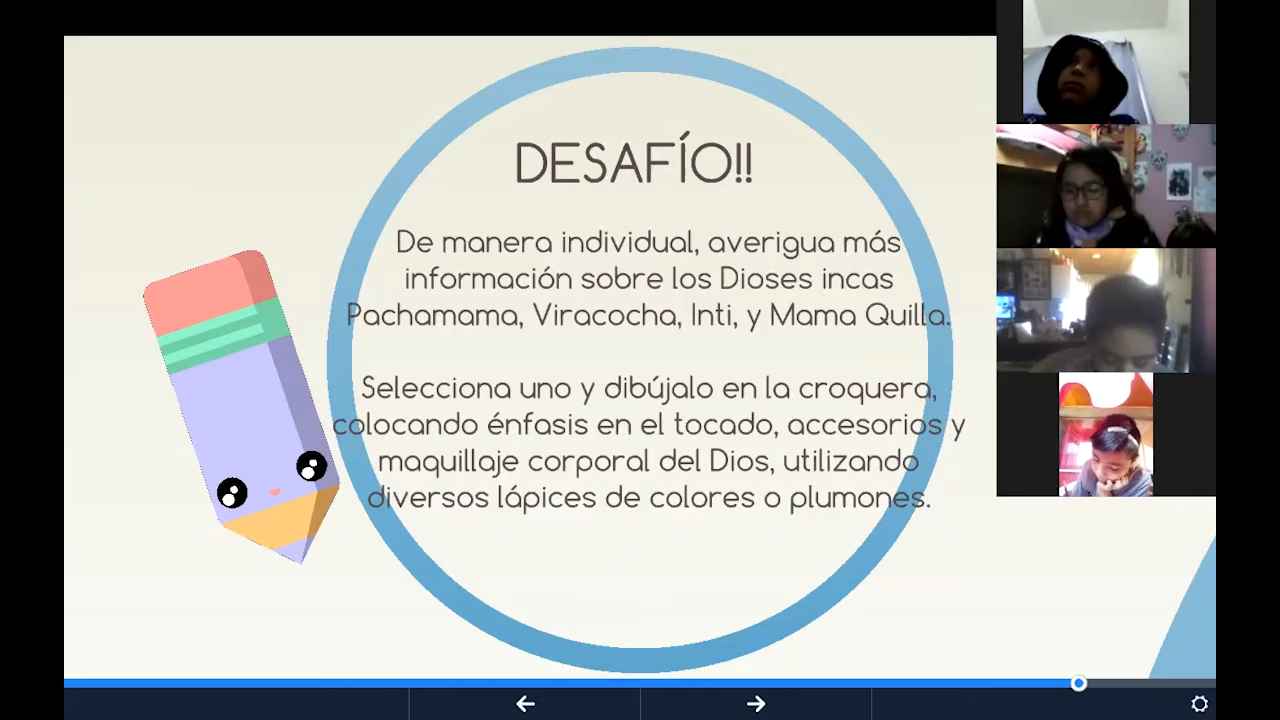 DESAFÍO!!
De manera individual, averigua más
información sobre los Dioses incas
Pachamama, Viracocha, Inti, y Mama Quilla.
Selecciona uno y dibújalo en la croquera,
colocando énfasis en el tocado, accesorios y
maquillaje corporal del Dios, utilizando
diversos lápices de colores o plumones.